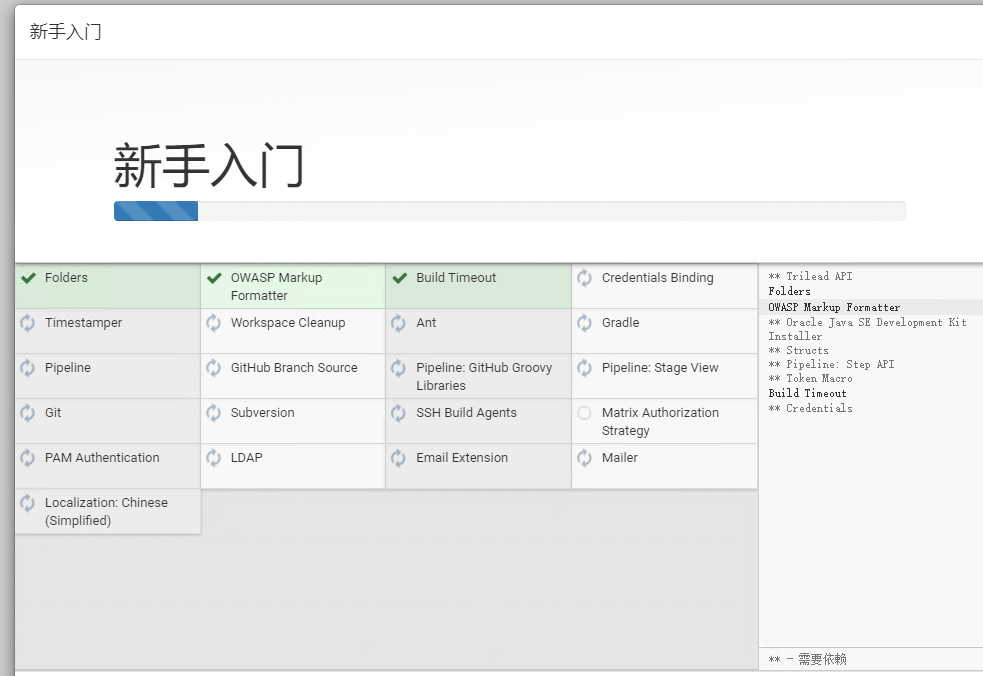 新手入门
新手入门
Folders
OWASP Markup
Formatter
Build Timeout
Credentials Binding
Timestamper
Workspace Cleanup
Ant
Gradle
Pipeline
GitHub Branch Source
Pipeline: GitHub Groovy
Libraries
Pipeline: Stage View
Git
Subversion
SSH Build Agents
Matrix Authorization
Strategy
PAM Authentication
LDAP
Email Extension
Mailer
Localization: Chinese
(Simplified)
** Trilead API
Folders
OWASP Markup Formatter
** Oracle Java SE Development Kit
Installer
** Structs
** Pipeline: Step API
** Token Macro
Build Timeout
** Credentials
** - 需要依赖